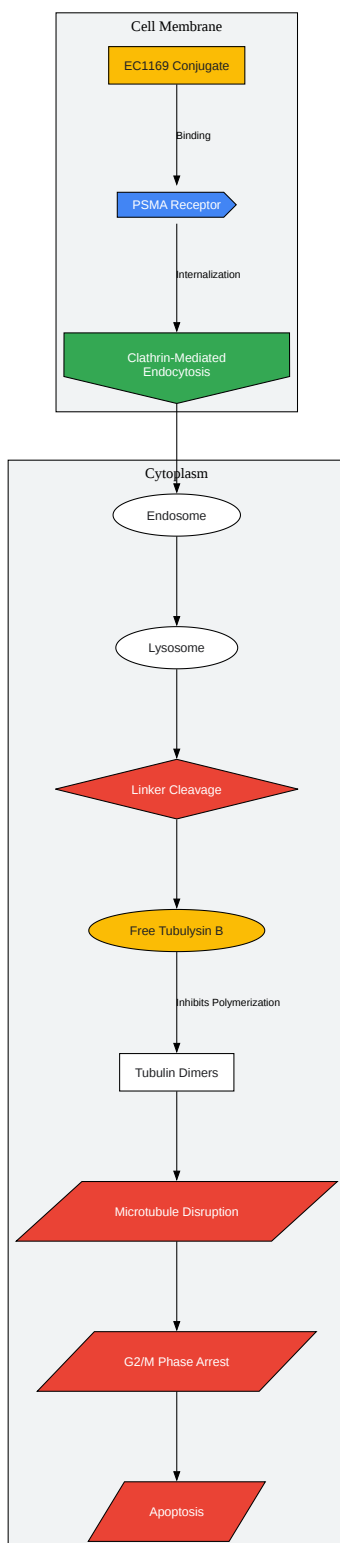 Cell Membrane
EC1169 Conjugate
Binding
PSMA Receptor
Internalization
Clathrin-Mediated
Endocytosis
Cytoplasm
Endosome
Lysosome
Linker Cleavage
Free Tubulysin B
Inhibits Polymerization
Tubulin Dimers
Microtubule Disruption
G2/M Phase Arrest
Apoptosis